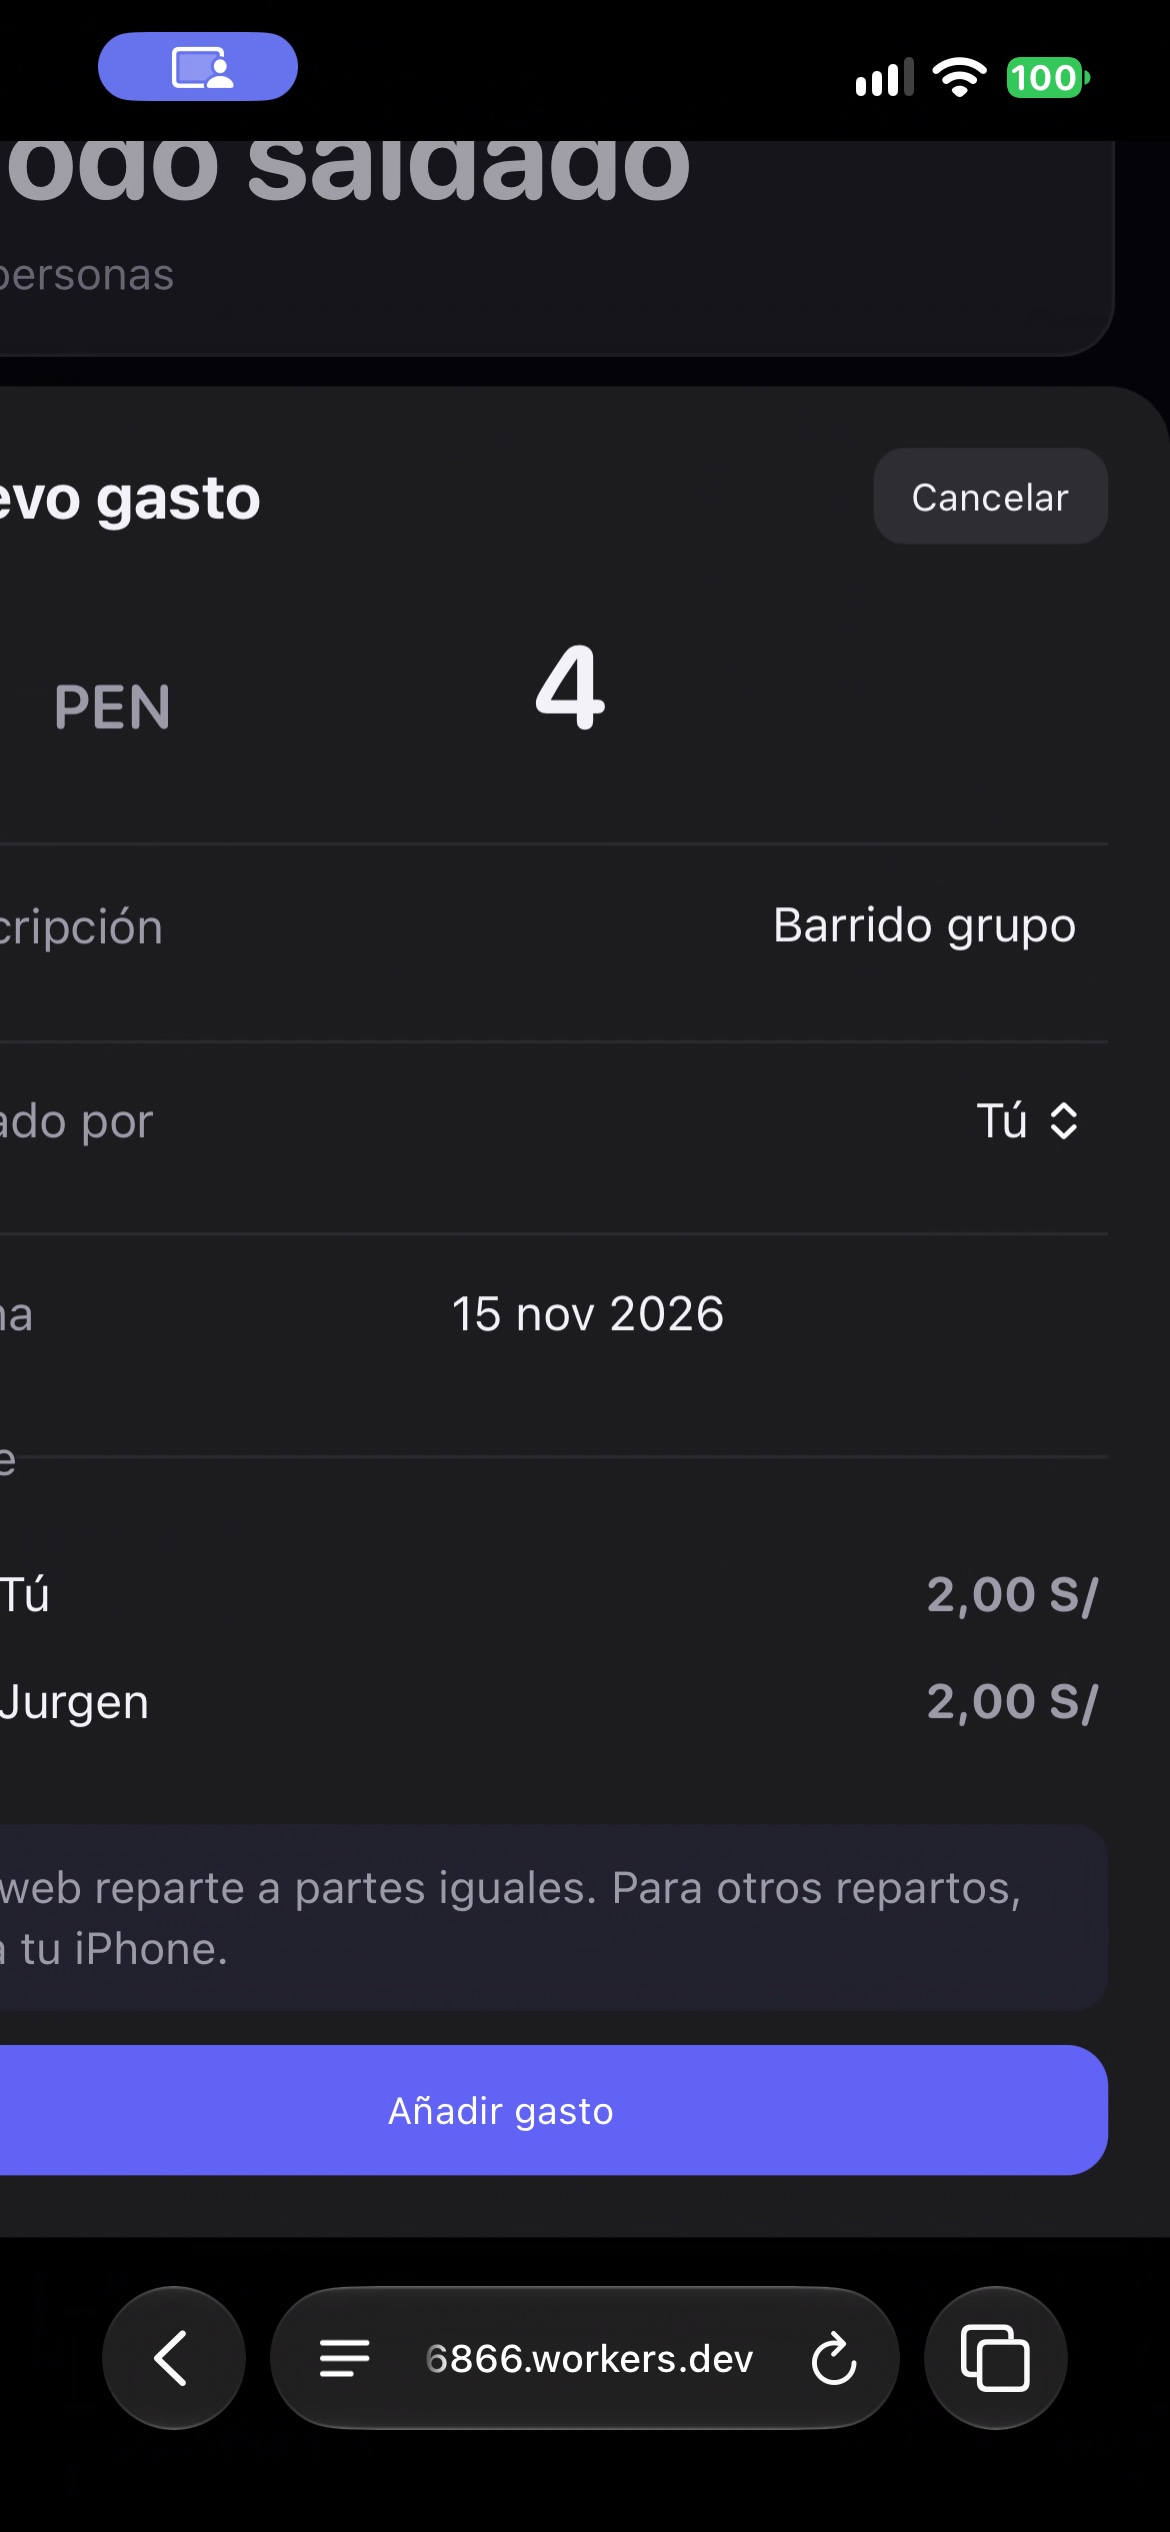 100
odo saldado
personas
evo gasto
Cancelar
PEN
4
cripción
Barrido grupo
ado por
Tú
na
15 nov 2026
e
Tú
2,00 S/
Jurgen
2,00 S/
web reparte a partes iguales. Para otros repartos,
a tu iPhone.
Añadir gasto
6866.workers.dev